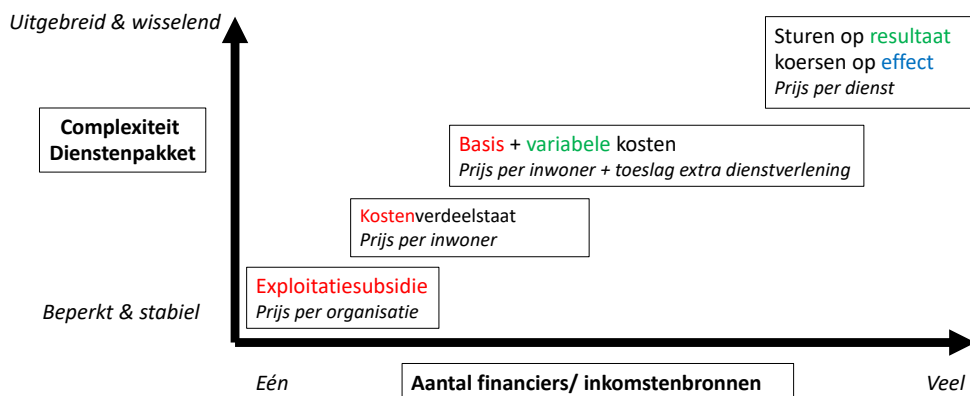 Uitgebreid & wisselend
Sturen op resultaat
koersen op effect
Prijs per dienst
Complexiteit
Dienstenpakket
Basis + variabele kosten
Prijs per inwoner + toeslag extra dienstverlening
Kostenverdeelstaat
Prijs per inwoner
Exploitatiesubsidie
Prijs per organisatie
Beperkt & stabiel
Eén
Aantal financiers/ inkomstenbronnen
Veel